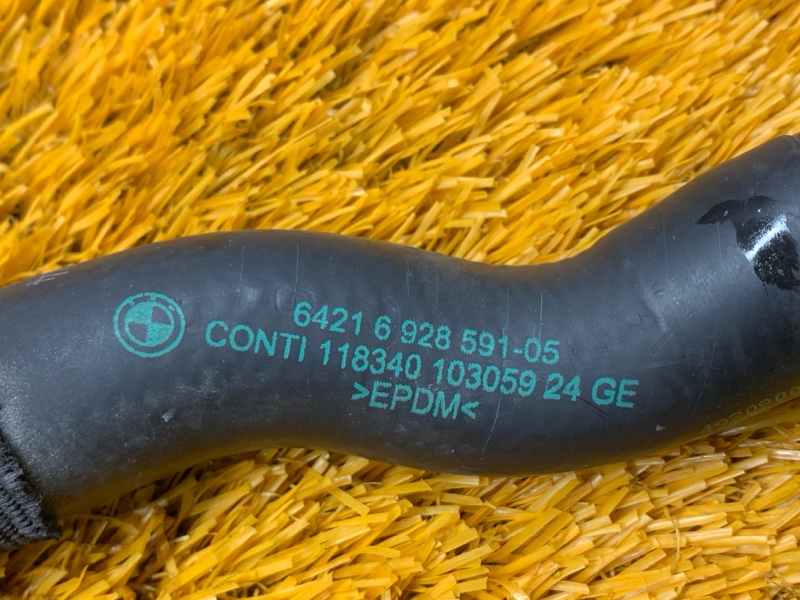 6421 6 928 591-05
CONTI 118340 103059 24 GE
>EPDM<